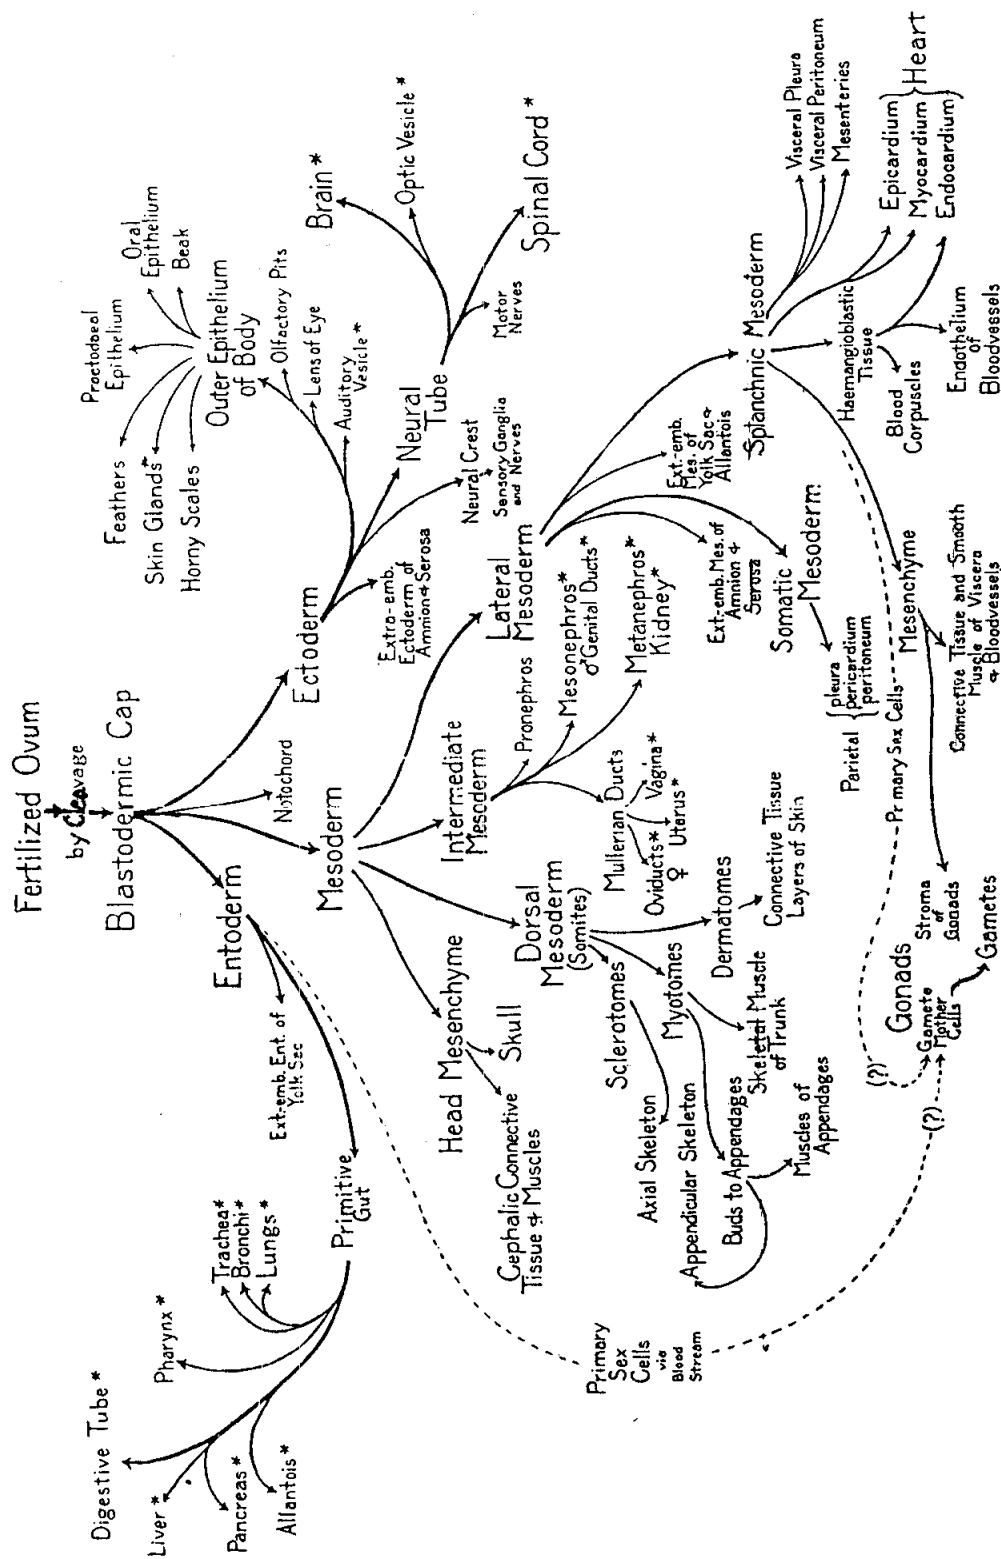 Fertilized Ovum
by Cleavage
Blastodermic Cap
Entoderm
Ext-emb. Ent. of
Yolk Sac
Primitive
Gut
Trachea*
Bronchi*
Lungs*
Pharynx*
Digestive Tube*
Liver*
Pancreas*
Allantois*
Primary
Sex
Cells
via
Blood
Stream
Notochord
Mesoderm
Head Mesenchyme
Skull
Cephalic Connective
Tissue & Muscles
Dorsal
Mesoderm
(Somites)
Sclerotomes
Axial Skeleton
Myotomes
Skeletal Muscle
of Trunk
Appendicular Skeleton
Buds to Appendages
Muscles of
Appendages
Dermatomes
Connective Tissue
Layers of Skin
Intermediate
Mesoderm
Pronephros
Mesonephros*
♂Genital Ducts*
Metanephros*
Kidney*
Mullerian Ducts
Oviducts*
♀
Uterus*
Vagina*
Lateral
Mesoderm
Ext-emb. Mes. of
Amnion &
Serosa
Somatic
Mesoderm
Parietal
pleura
pericardium
peritoneum
Ext-emb.
Mes. of
Yolk Sac &
Allantois
Splanchnic Mesoderm
Visceral Pleura
Visceral Peritoneum
Mesenteries
Epicardium
Myocardium
Endocardium
Heart
Haemangioblastic
Tissue
Blood
Corpuscles
Endothelium
of
Bloodvessels
Mesenchyme
Connective Tissue and Smooth
Muscle of Viscera
& Bloodvessels
Primary Sex Cells
(?)
(?)
Gonads
Stroma
of
Gonads
Gamete
Mother
Cells
Gametes
Ectoderm
Extra-emb.
Ectoderm of
Amnion & Serosa
Neural Crest
Sensory Ganglia
and Nerves
Neural
Tube
Brain*
Optic Vesicle*
Spinal Cord*
Motor
Nerves
Auditory
Vesicle*
Lens of Eye
Olfactory Pits
Outer Epithelium
of Body
Feathers
Skin Glands*
Horny Scales
Proctodeal
Epithelium
Oral
Epithelium
Beak